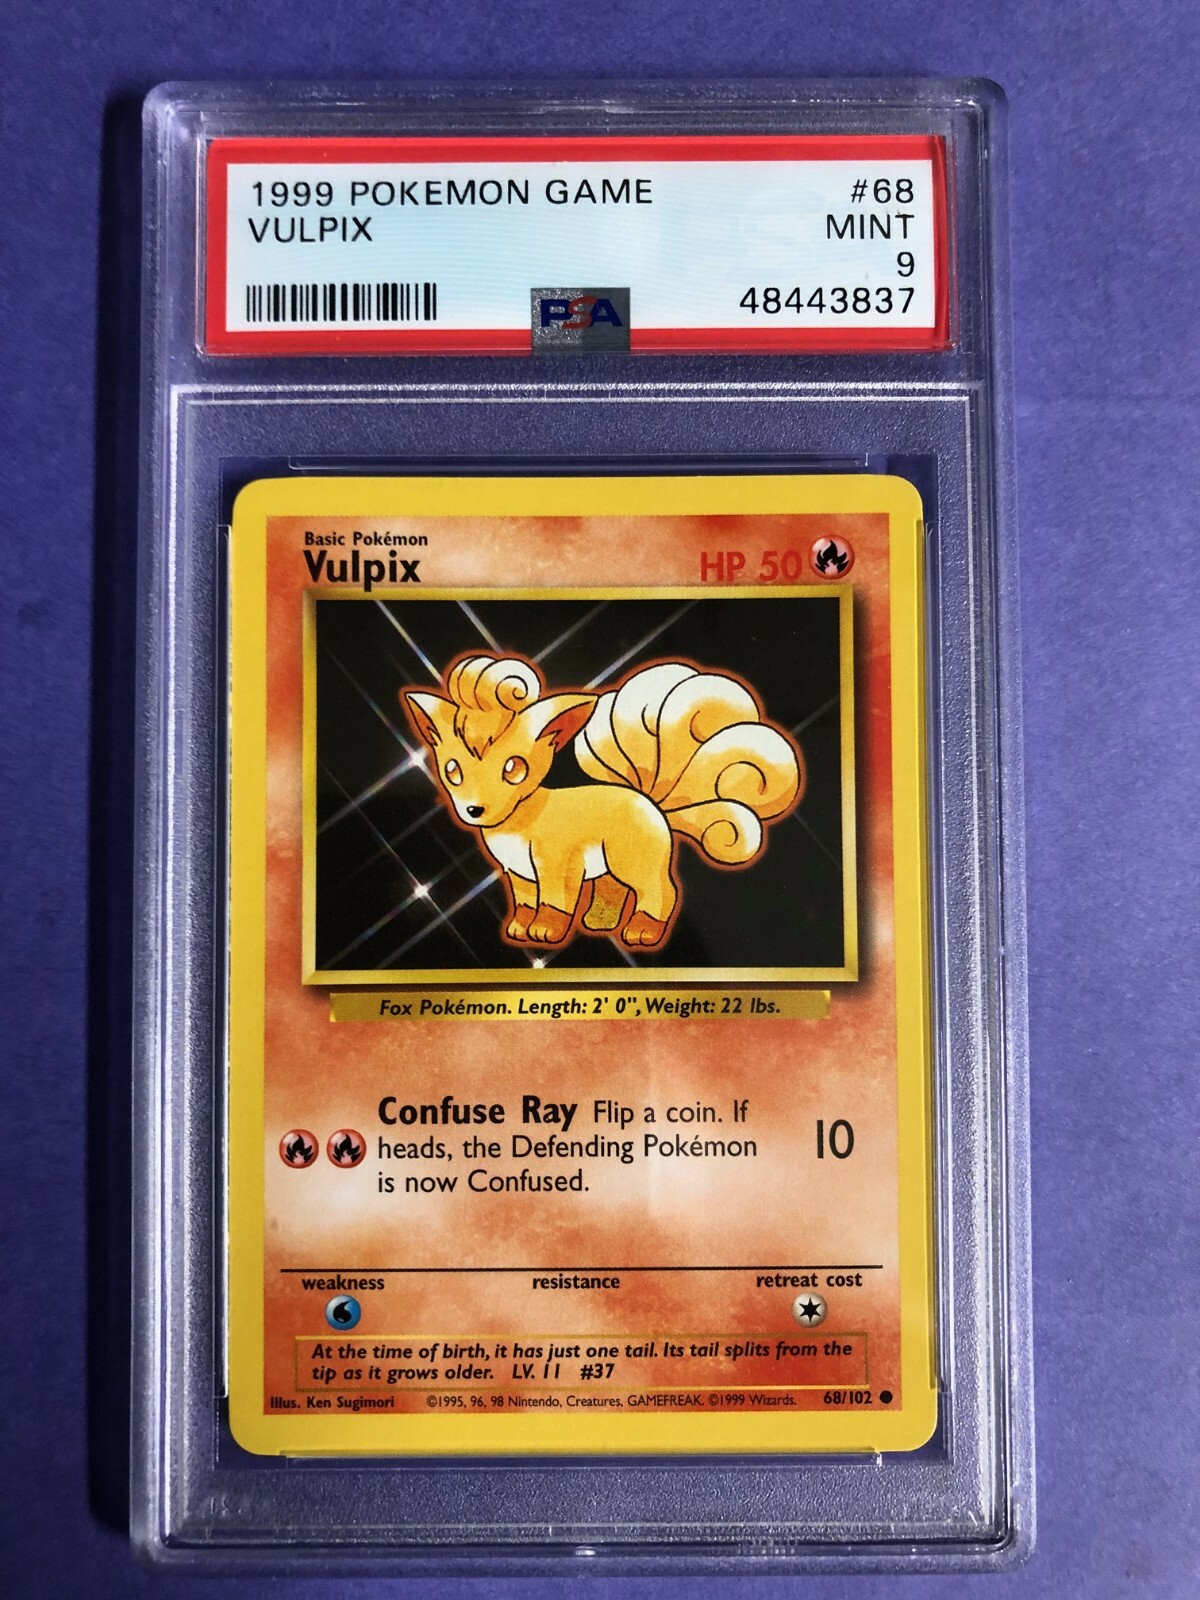 1999 POKEMON GAME #68
VULPIX MINT
9
48443837
PSA
Basic Pokémon
Vulpix HP 50
Fox Pokémon. Length: 2' 0", Weight: 22 lbs.
Confuse Ray Flip a coin. If
heads, the Defending Pokémon
is now Confused.
10
weakness resistance retreat cost
At the time of birth, it has just one tail. Its tail splits from the
tip as it grows older. LV. 11 #37
Illus. Ken Sugimori ©1995, 96, 98 Nintendo, Creatures, GAMEFREAK. ©1999 Wizards. 68/102